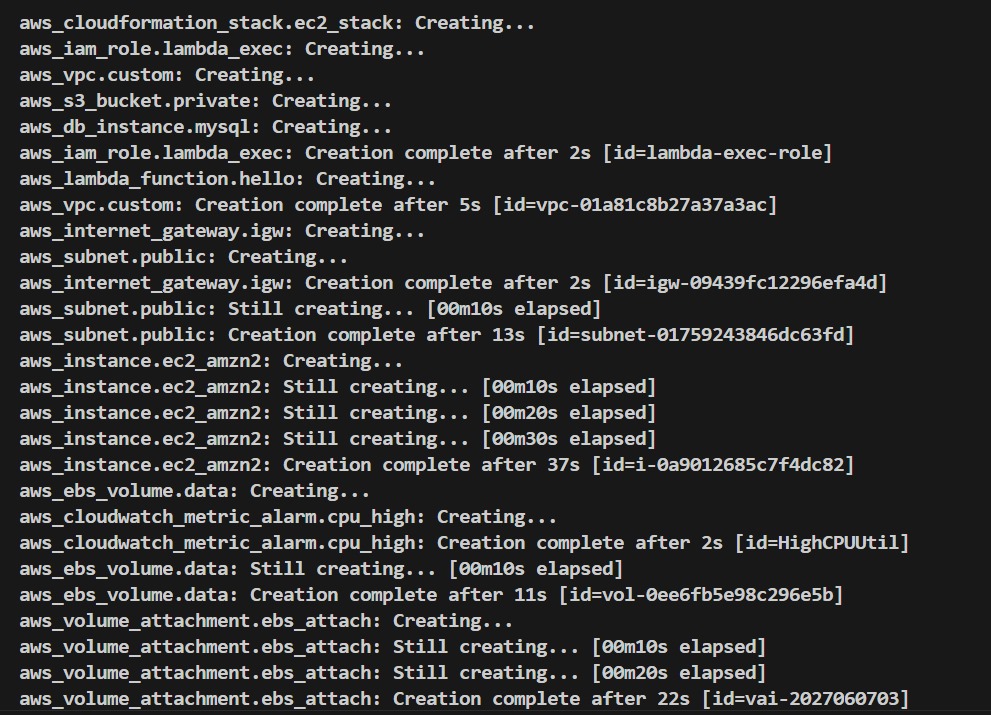 aws_cloudformation_stack.ec2_stack: Creating...
aws_iam_role.lambda_exec: Creating...
aws_vpc.custom: Creating...
aws_s3_bucket.private: Creating...
aws_db_instance.mysql: Creating...
aws_iam_role.lambda_exec: Creation complete after 2s [id=lambda-exec-role]
aws_lambda_function.hello: Creating...
aws_vpc.custom: Creation complete after 5s [id=vpc-01a81c8b27a37a3ac]
aws_internet_gateway.igw: Creating...
aws_subnet.public: Creating...
aws_internet_gateway.igw: Creation complete after 2s [id=igw-09439fc12296efa4d]
aws_subnet.public: Still creating... [00m10s elapsed]
aws_subnet.public: Creation complete after 13s [id=subnet-01759243846dc63fd]
aws_instance.ec2_amzn2: Creating...
aws_instance.ec2_amzn2: Still creating... [00m10s elapsed]
aws_instance.ec2_amzn2: Still creating... [00m20s elapsed]
aws_instance.ec2_amzn2: Still creating... [00m30s elapsed]
aws_instance.ec2_amzn2: Creation complete after 37s [id=i-0a9012685c7f4dc82]
aws_ebs_volume.data: Creating...
aws_cloudwatch_metric_alarm.cpu_high: Creating...
aws_cloudwatch_metric_alarm.cpu_high: Creation complete after 2s [id=HighCPUUtil]
aws_ebs_volume.data: Still creating... [00m10s elapsed]
aws_ebs_volume.data: Creation complete after 11s [id=vol-0ee6fb5e98c296e5b]
aws_volume_attachment.ebs_attach: Creating...
aws_volume_attachment.ebs_attach: Still creating... [00m10s elapsed]
aws_volume_attachment.ebs_attach: Still creating... [00m20s elapsed]
aws_volume_attachment.ebs_attach: Creation complete after 22s [id=vai-2027060703]